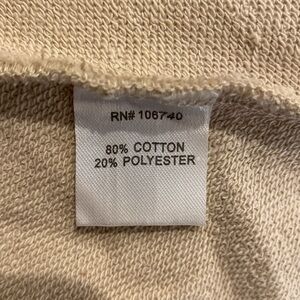 RN# 106740
80% COTTON
20% POLYESTER